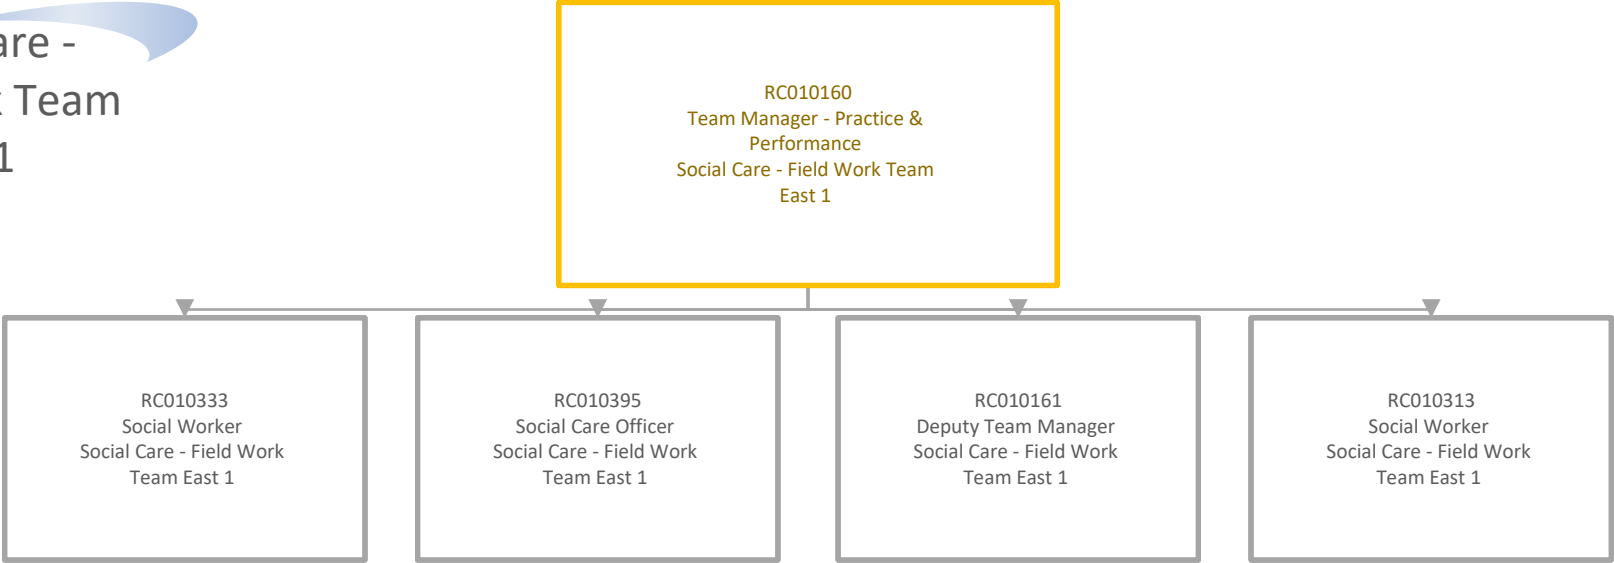 are -
Team
1
RC010160
Team Manager - Practice &
Performance
Social Care - Field Work Team
East 1
RC010333
Social Worker
Social Care - Field Work
Team East 1
RC010395
Social Care Officer
Social Care - Field Work
Team East 1
RC010161
Deputy Team Manager
Social Care - Field Work
Team East 1
RC010313
Social Worker
Social Care - Field Work
Team East 1